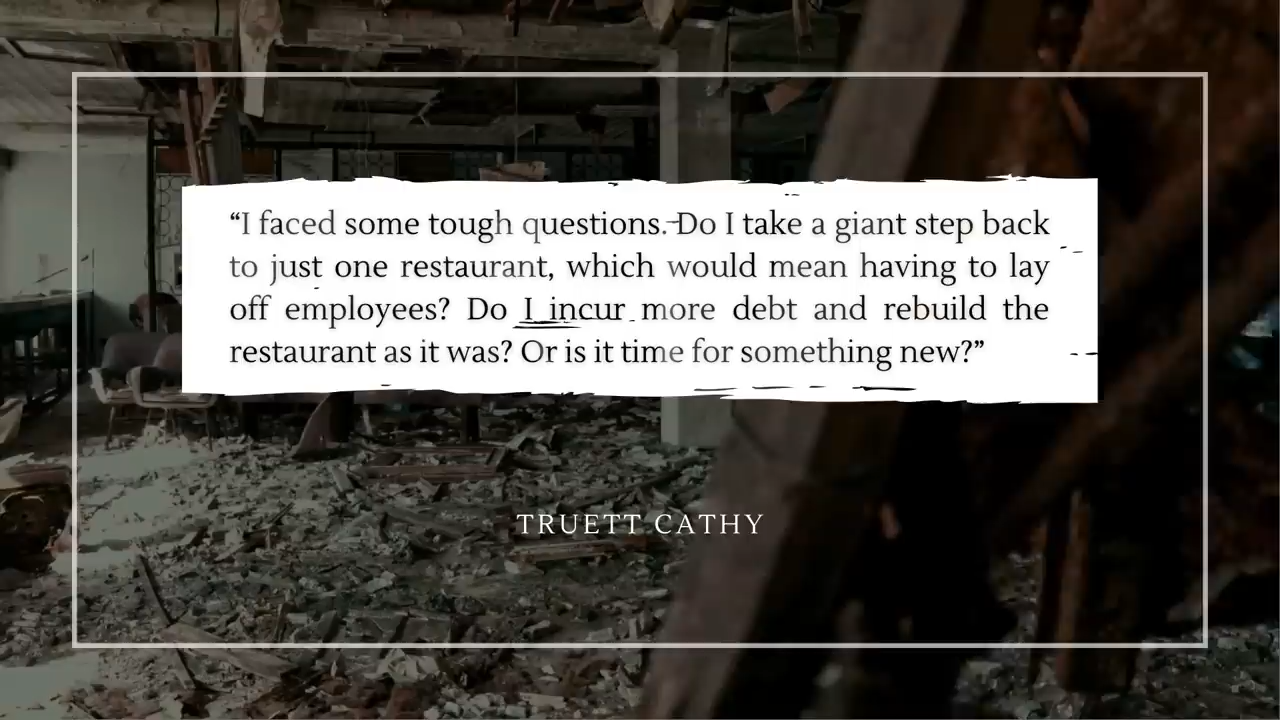 “I faced some tough questions. Do I take a giant step back
to just one restaurant, which would mean having to lay
off employees? Do I incur more debt and rebuild the
restaurant as it was? Or is it time for something new?”
TRUETT CATHY